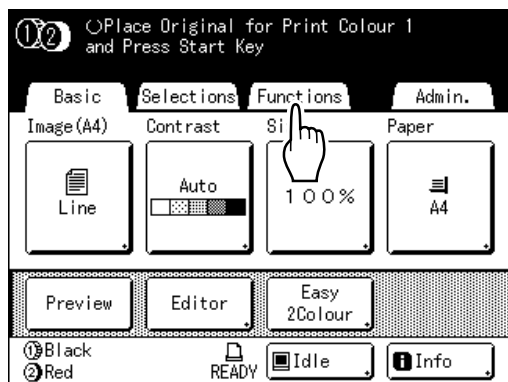 ①② Place Original for Print Colour 1
and Press Start Key
Basic Selections Functions Admin.
Image(A4) Contrast Si Paper
Line Auto 100% A4
Preview Editor Easy
2Colour
①Black
②Red READY Idle Info